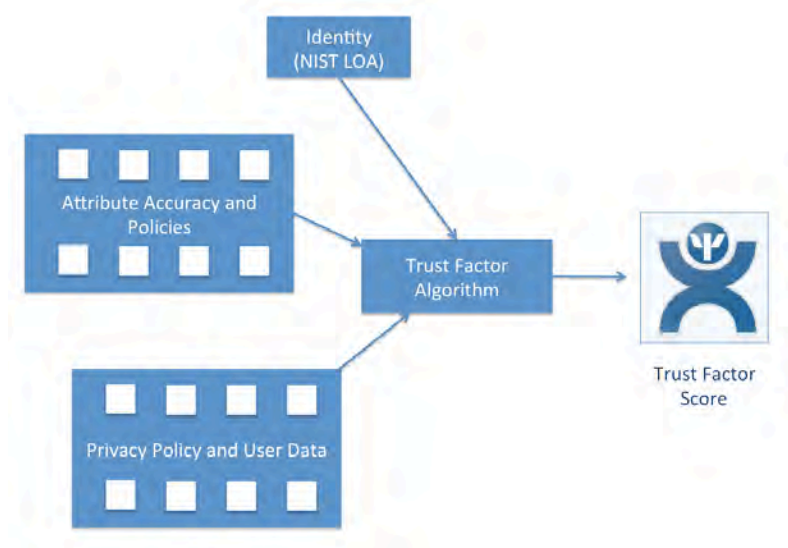 Identity
(NIST LOA)
Attribute Accuracy and
Policies
Trust Factor
Algorithm
Ψ
Trust Factor
Score
Privacy Policy and User Data